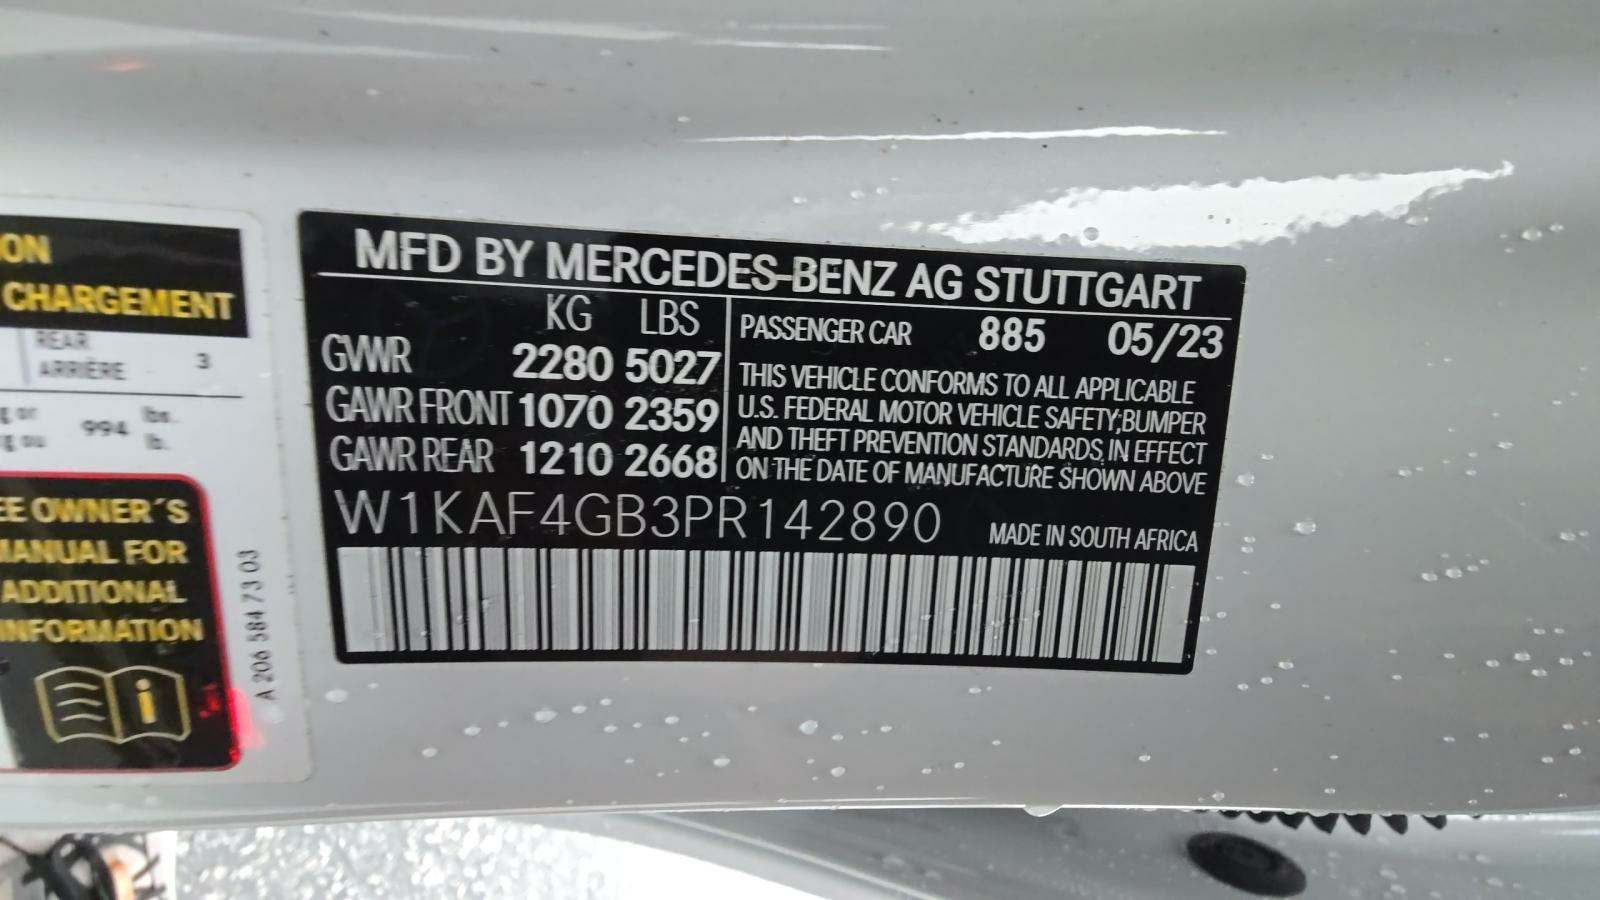 ON
CHARGEMENT
REAR
ARRIÈRE 3
g or 994 lbs.
g ou lb.
EE OWNER´S
MANUAL FOR
ADDITIONAL
INFORMATION
i
A 206 584 73 03
MFD BY MERCEDES-BENZ AG STUTTGART
KG LBS
GVWR 2280 5027
GAWR FRONT 1070 2359
GAWR REAR 1210 2668
PASSENGER CAR 885 05/23
THIS VEHICLE CONFORMS TO ALL APPLICABLE
U.S. FEDERAL MOTOR VEHICLE SAFETY,BUMPER
AND THEFT PREVENTION STANDARDS, IN EFFECT
ON THE DATE OF MANUFACTURE SHOWN ABOVE
W1KAF4GB3PR142890
MADE IN SOUTH AFRICA